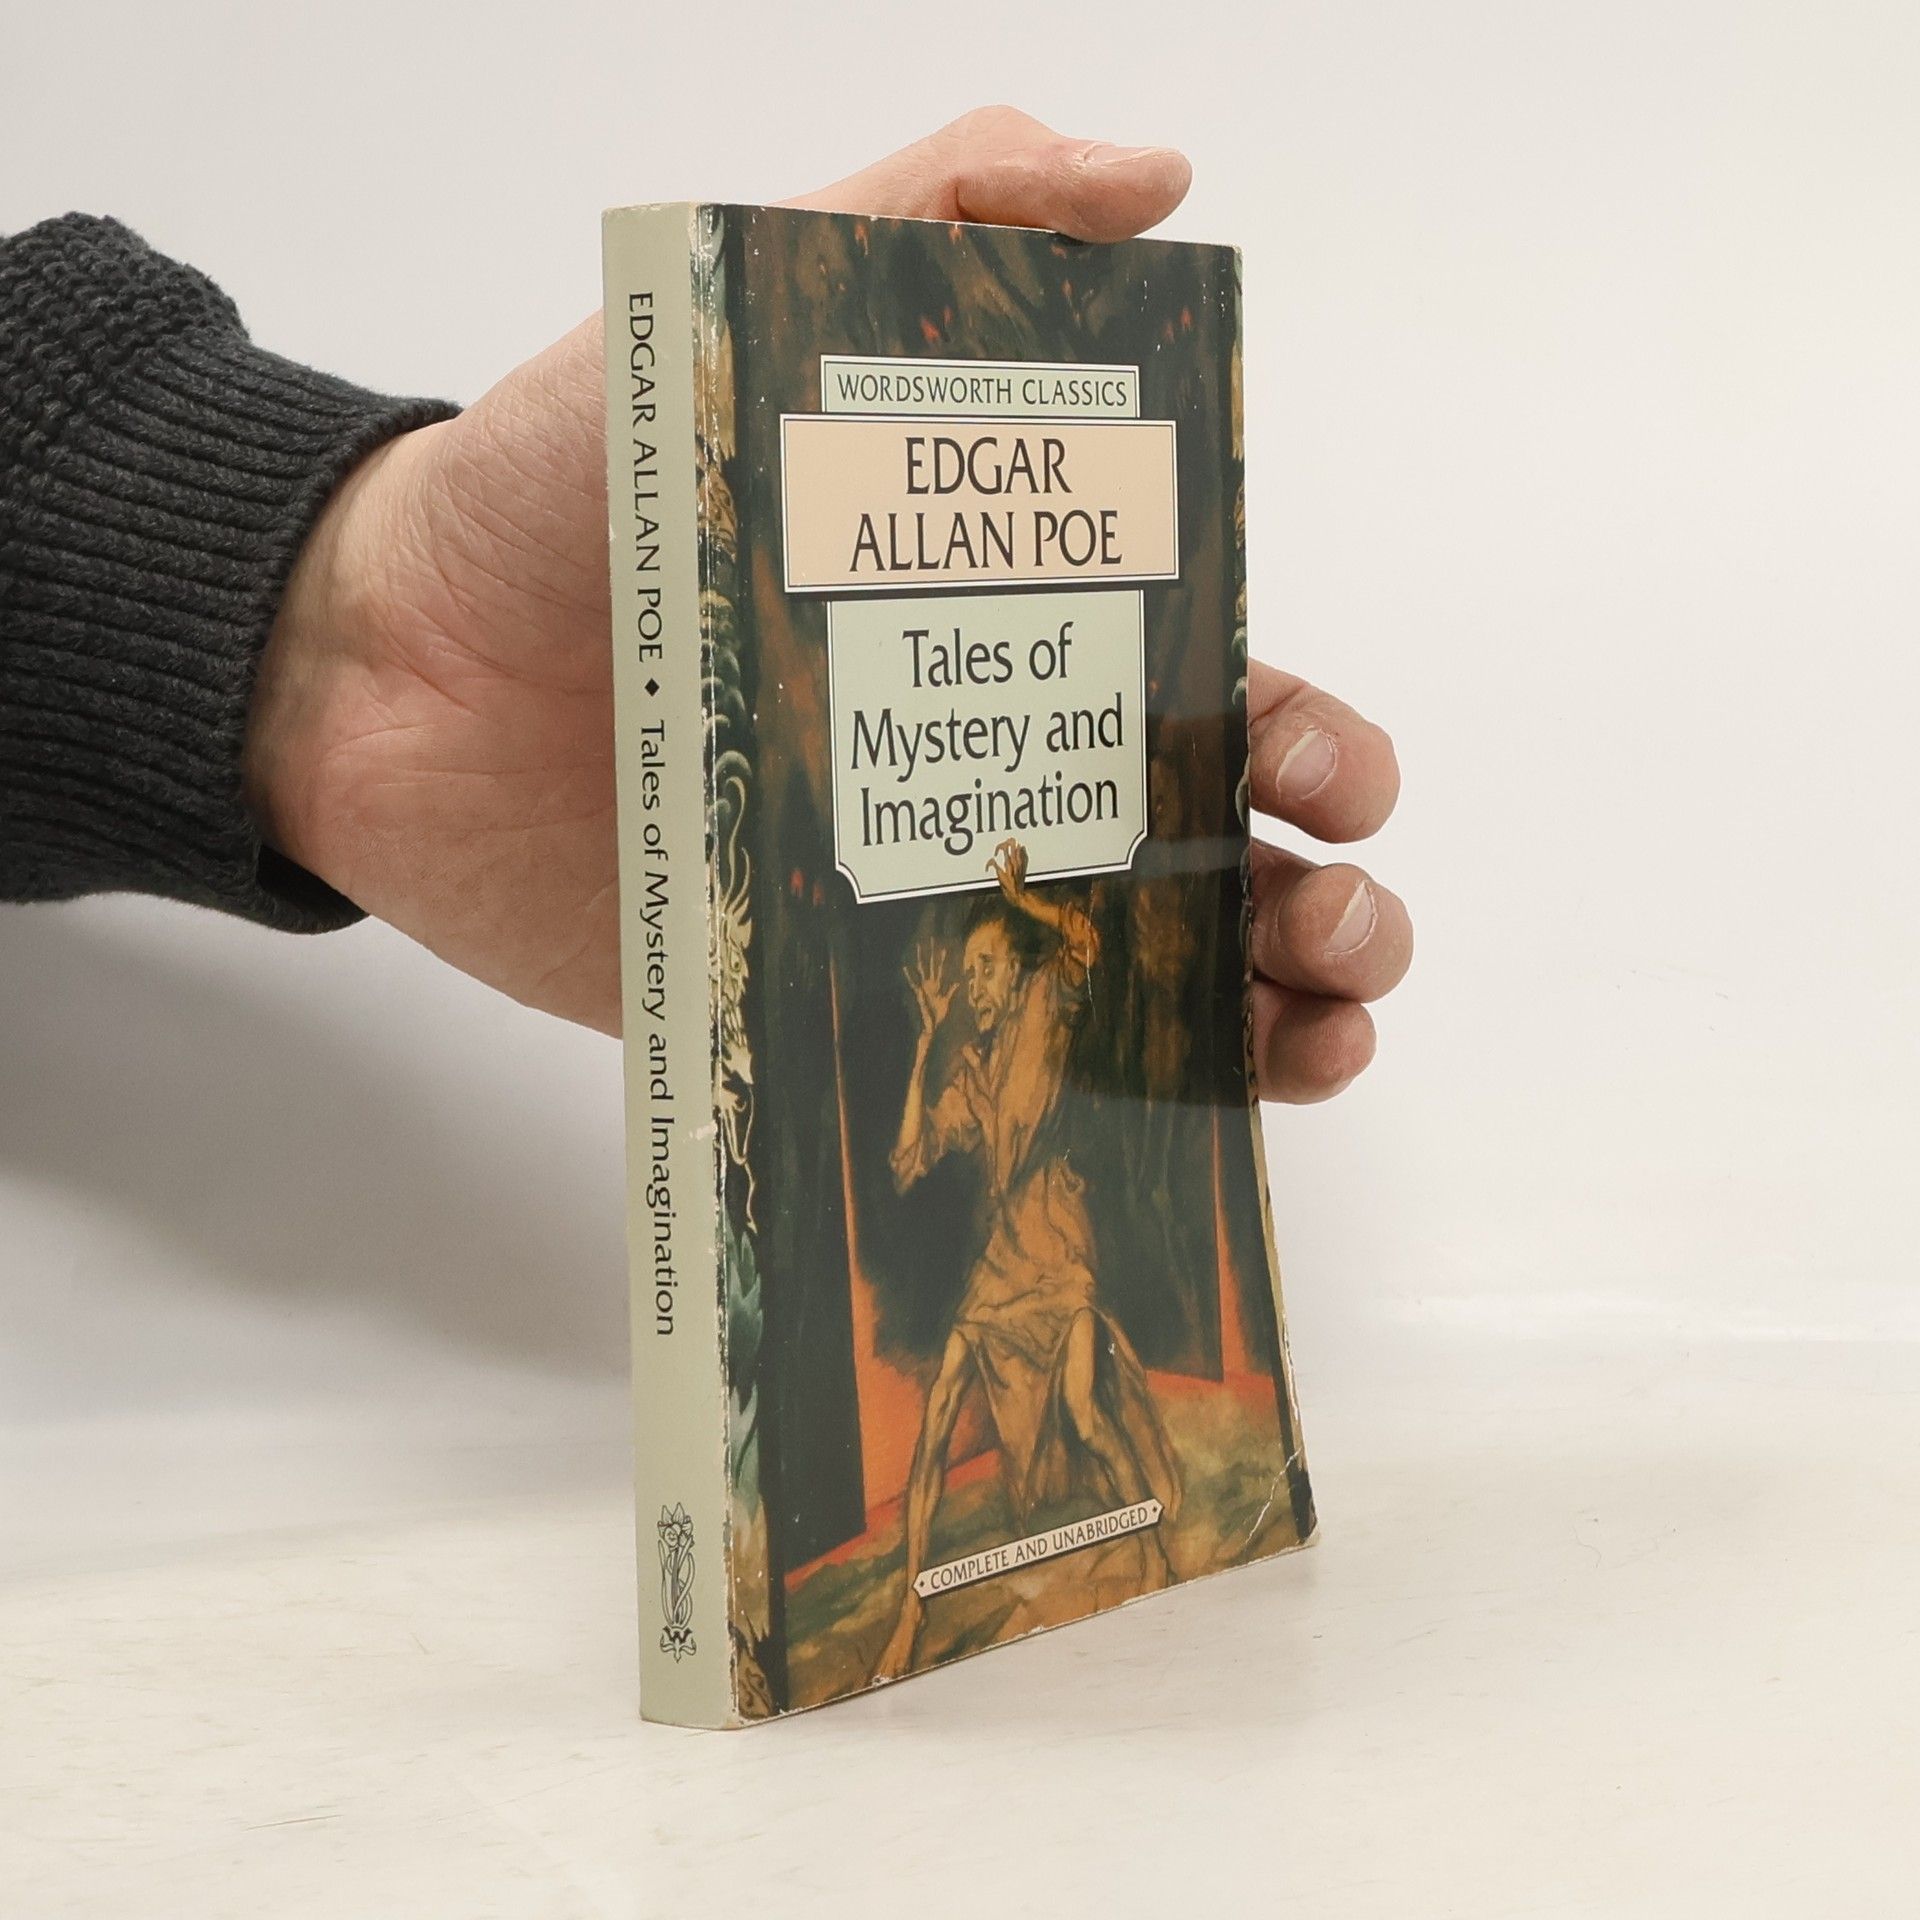 EDGAR ALLAN POE ♦ Tales of Mystery and Imagination
WORDSWORTH CLASSICS
EDGAR
ALLAN POE
Tales of
Mystery and
Imagination
• COMPLETE AND UNABRIDGED •